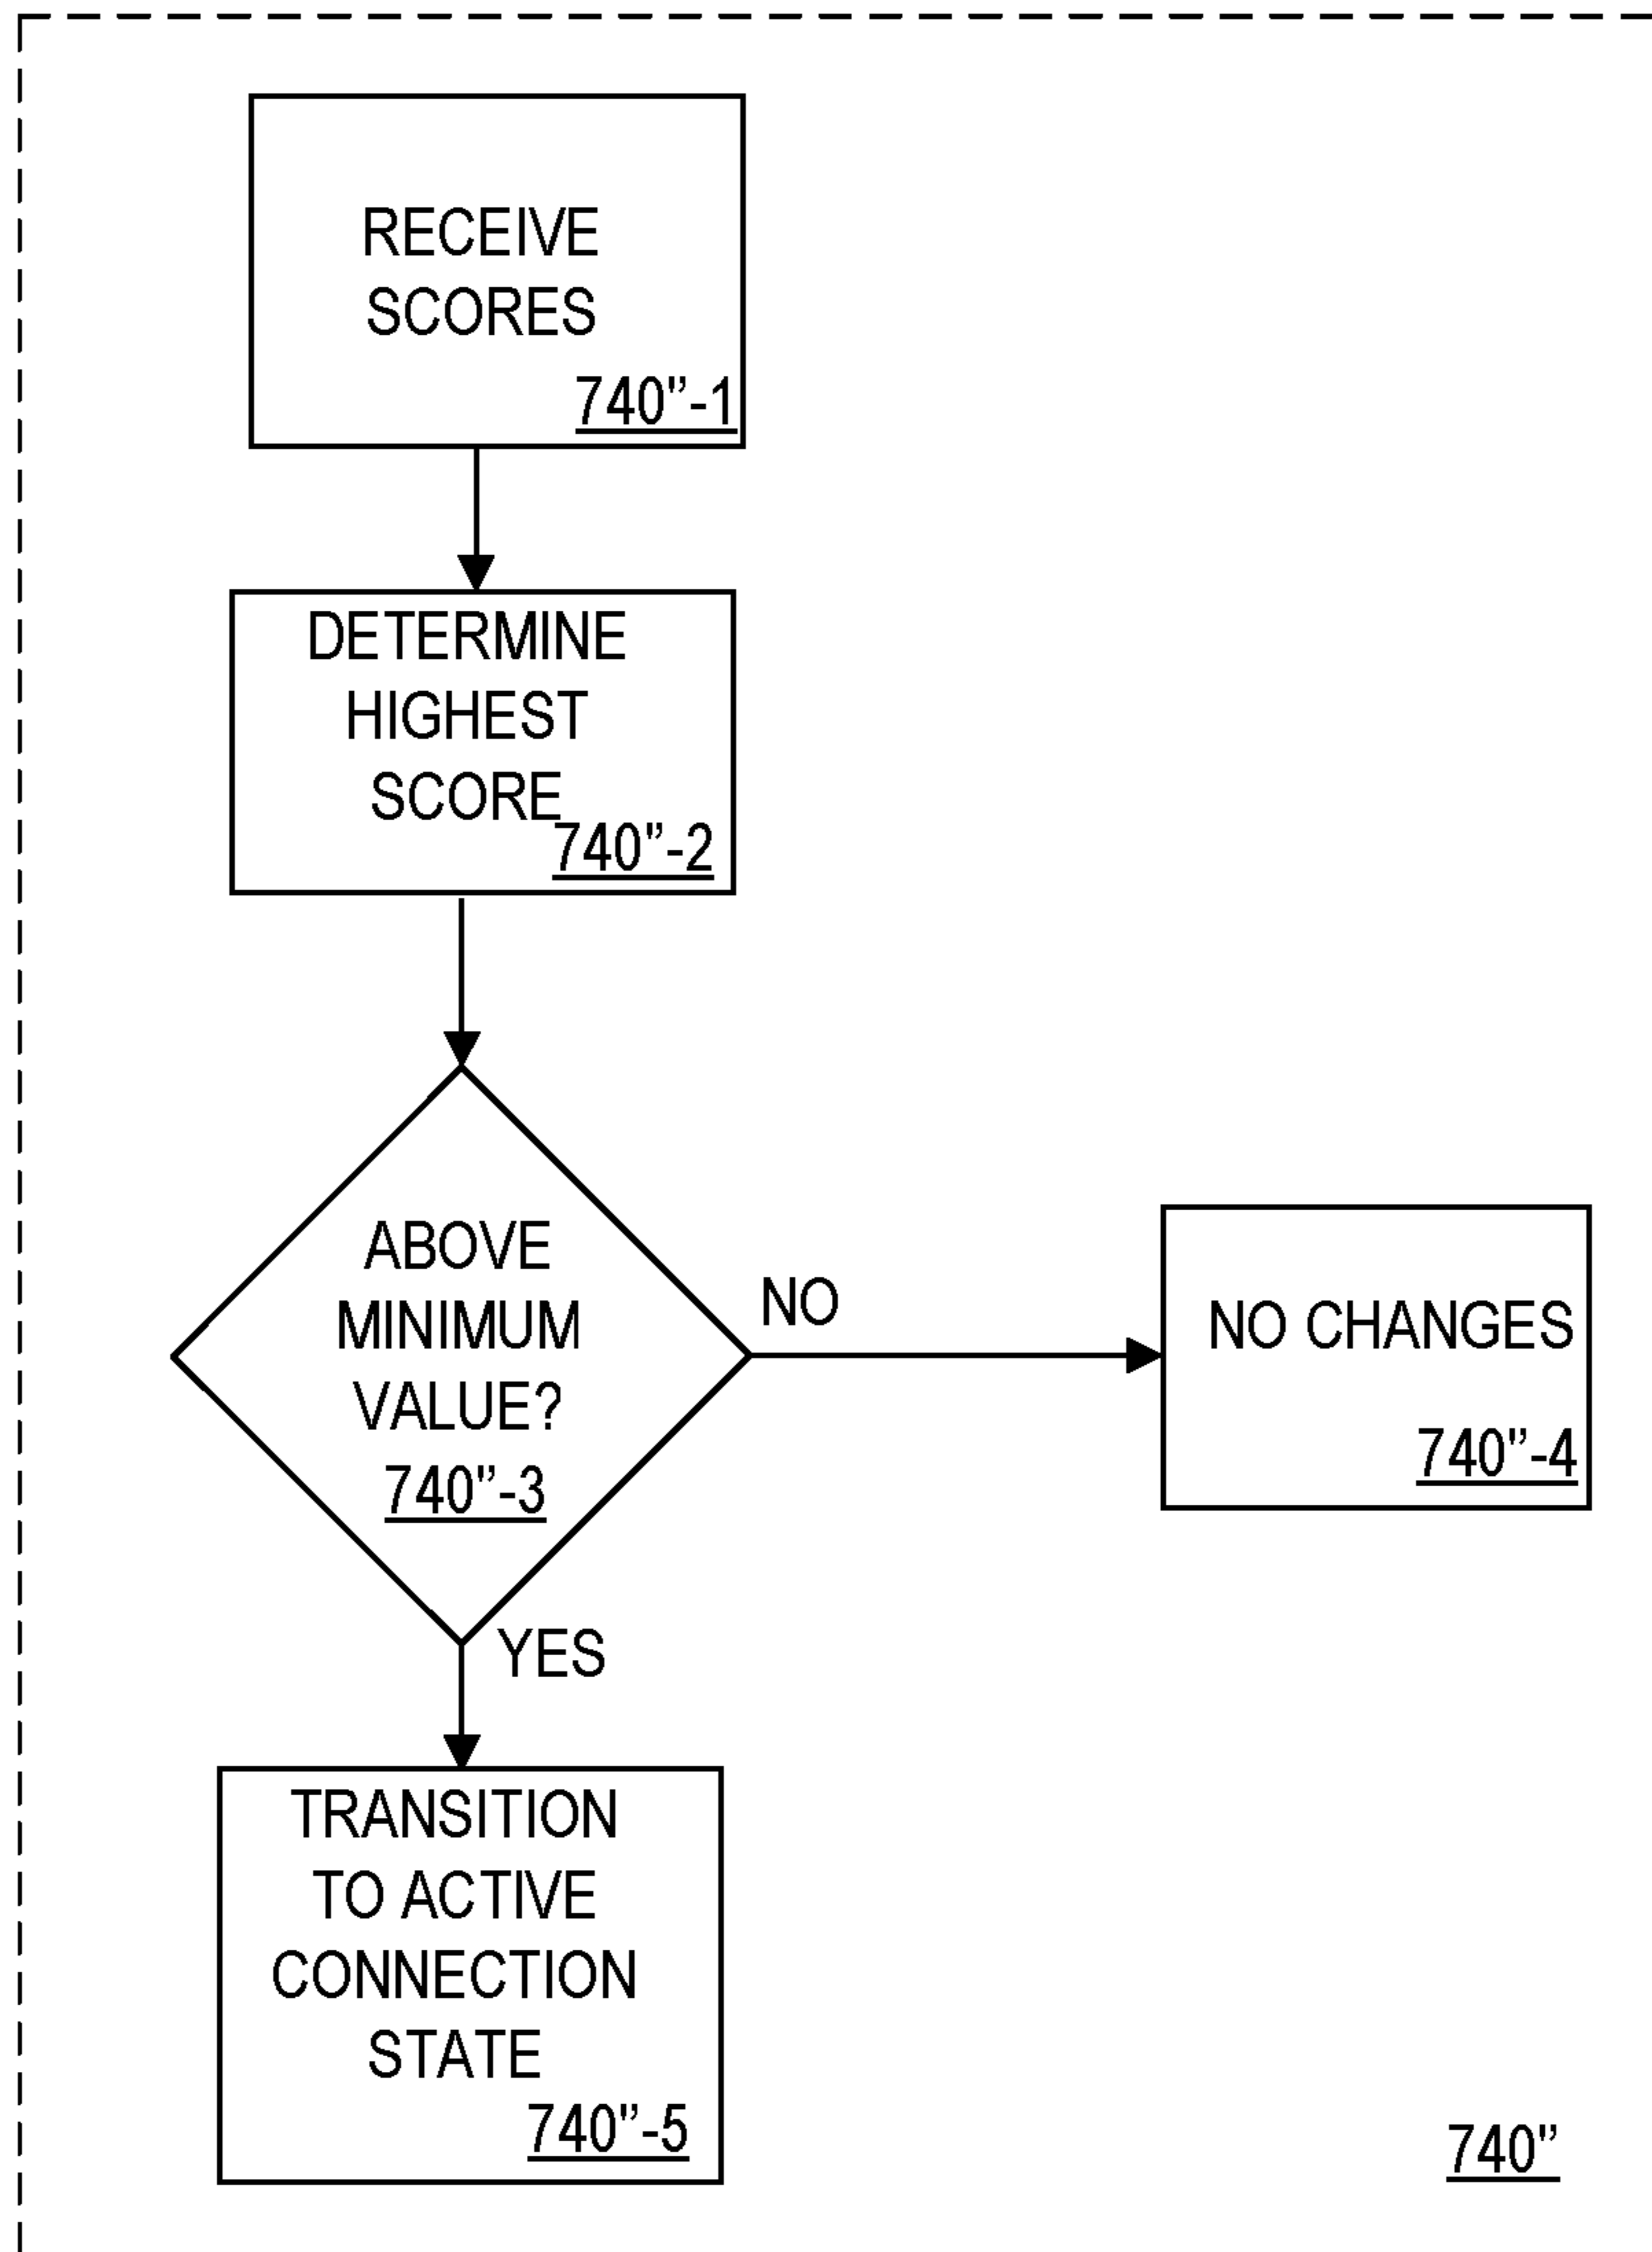 RECEIVE
SCORES
740"-1
DETERMINE
HIGHEST
SCORE
740"-2
ABOVE
MINIMUM
VALUE?
740"-3
NO
NO CHANGES
740"-4
YES
TRANSITION
TO ACTIVE
CONNECTION
STATE
740"-5
740"